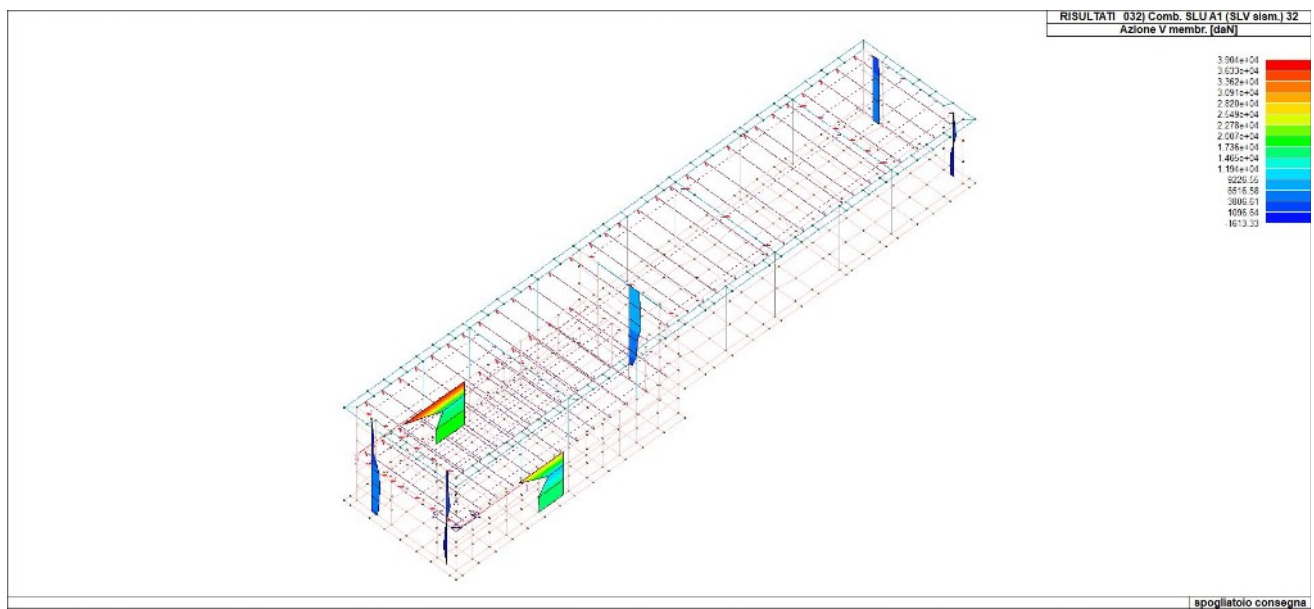 RISULTATI 032) Comb. SLU A1 (SLV sism.) 32
Azione V membr. [daN]
3.904e+04
3.633e+04
3.362e+04
3.091e+04
2.820e+04
2.549e+04
2.278e+04
2.007e+04
1.736e+04
1.465e+04
1.194e+04
9226.55
6516.58
3806.61
1096.64
-1613.33
spogliatoio consegna